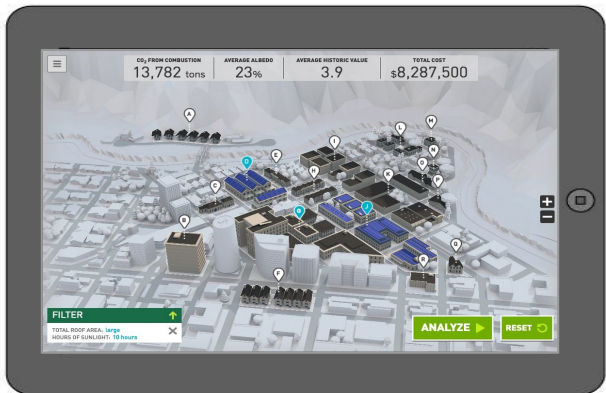 CO₂ FROM COMBUSTION
13,782 tons
AVERAGE ALBEDO
23%
AVERAGE HISTORIC VALUE
3.9
TOTAL COST
$8,287,500
A
L
M
I
N
D
E
O
H
K
P
C
B
J
B
Q
F
R
FILTER
TOTAL ROOF AREA: large
HOURS OF SUNLIGHT: 10 hours
ANALYZE
RESET